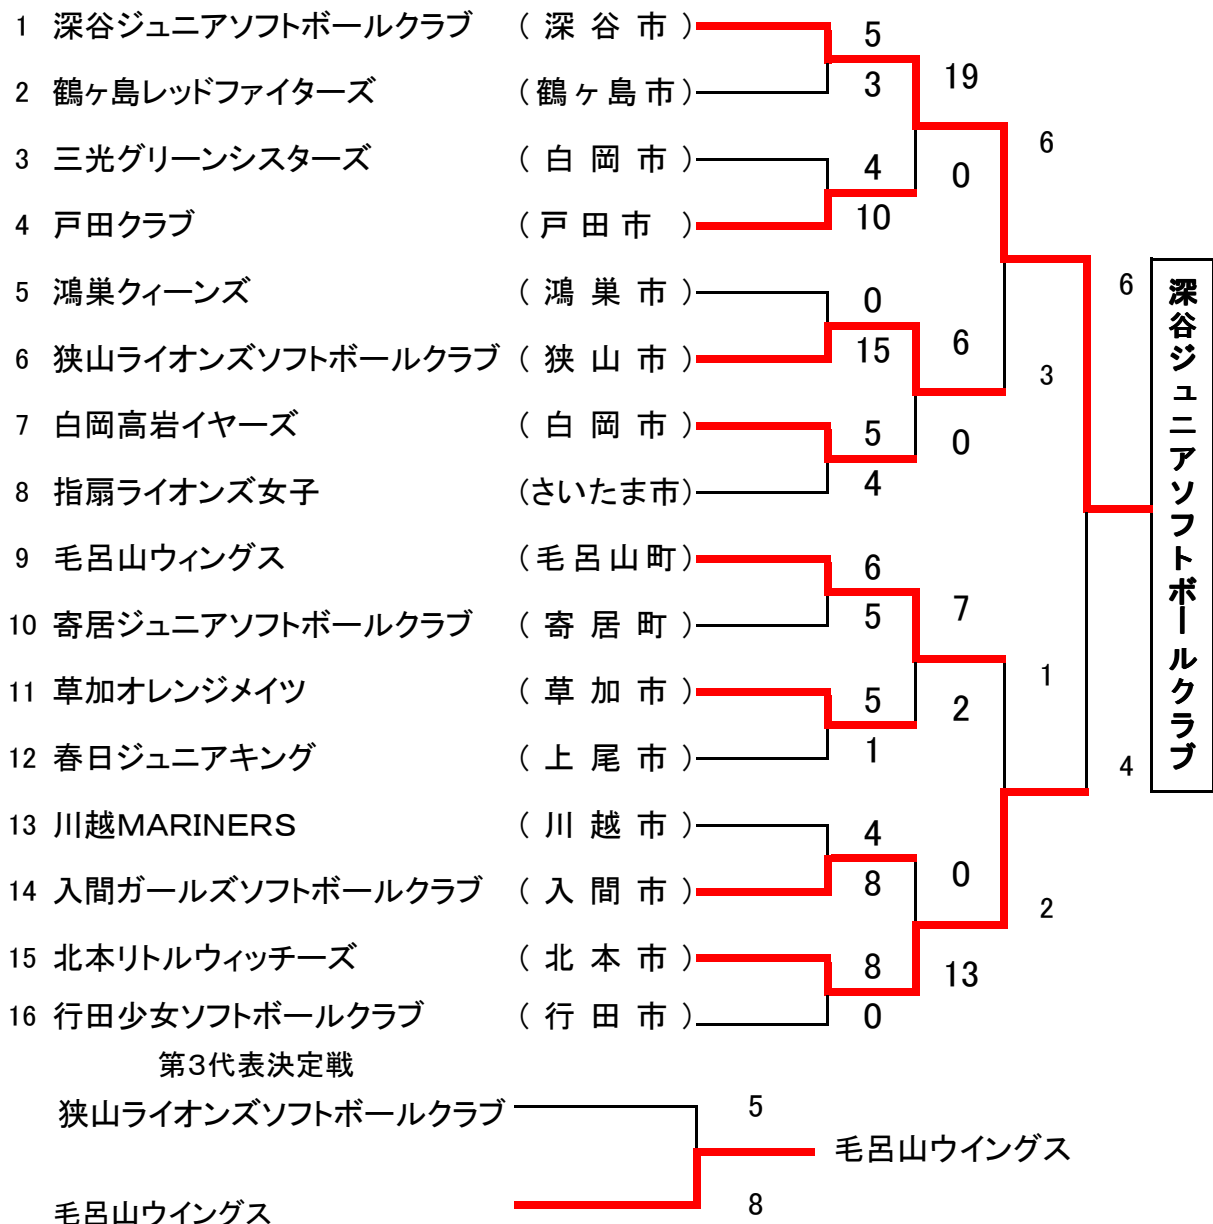 1 深谷ジュニアソフトボールクラブ ( 深 谷 市 ) 5
19
2 鶴ヶ島レッドファイターズ (鶴ヶ島市) 3
6
3 三光グリーンシスターズ ( 白 岡 市 ) 4
0
4 戸田クラブ ( 戸 田 市 ) 10
6
5 鴻巣クィーンズ ( 鴻 巣 市 ) 0
6
6 狭山ライオンズソフトボールクラブ ( 狭 山 市 ) 15
3
7 白岡高岩イヤーズ ( 白 岡 市 ) 5
0
8 指扇ライオンズ女子 (さいたま市) 4
深谷ジュニアソフトボールクラブ
9 毛呂山ウィングス (毛呂山町) 6
7
10 寄居ジュニアソフトボールクラブ ( 寄 居 町 ) 5
1
11 草加オレンジメイツ ( 草 加 市 ) 5
2
12 春日ジュニアキング ( 上 尾 市 ) 1
4
13 川越MARINERS ( 川 越 市 ) 4
0
14 入間ガールズソフトボールクラブ ( 入 間 市 ) 8
2
15 北本リトルウィッチーズ ( 北 本 市 ) 8
13
16 行田少女ソフトボールクラブ ( 行 田 市 ) 0
第3代表決定戦
狭山ライオンズソフトボールクラブ 5
毛呂山ウイングス
毛呂山ウイングス 8